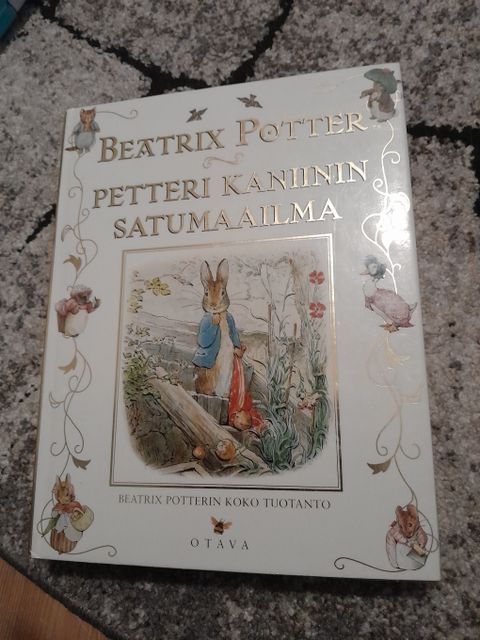 BEATRIX POTTER
PETTERI KANIININ
SATUMAAILMA
BEATRIX POTTERIN KOKO TUOTANTO
OTAVA